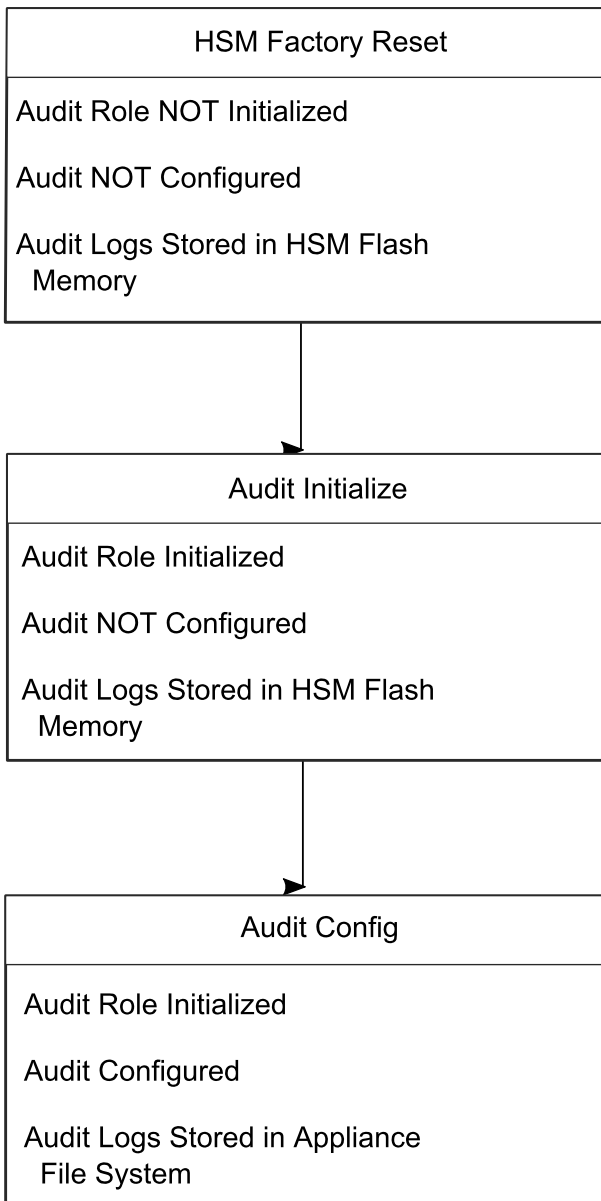 HSM Factory Reset
Audit Role NOT Initialized
Audit NOT Configured
Audit Logs Stored in HSM Flash
Memory
Audit Initialize
Audit Role Initialized
Audit NOT Configured
Audit Logs Stored in HSM Flash
Memory
Audit Config
Audit Role Initialized
Audit Configured
Audit Logs Stored in Appliance
File System